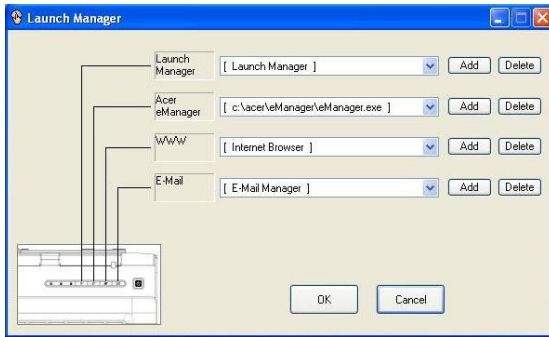 Launch Manager
Launch Manager
[ Launch Manager ]
Add
Delete
Acer eManager
[ c:\acer\eManager\eManager.exe ]
Add
Delete
WWW
[ Internet Browser ]
Add
Delete
E-Mail
[ E-Mail Manager ]
Add
Delete
OK
Cancel